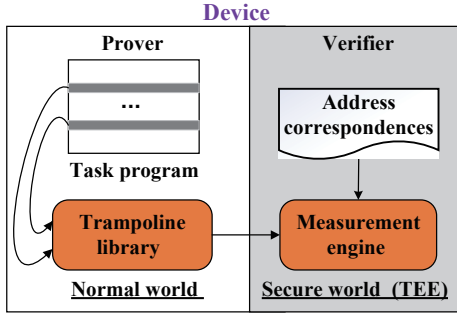 Device
Prover
Verifier
...
Task program
Address
correspondences
Trampoline
library
Measurement
engine
Normal world
Secure world (TEE)